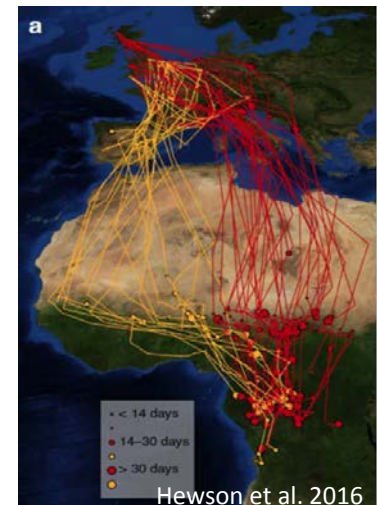 a
< 14 days
14–30 days
> 30 days
Hewson et al. 2016